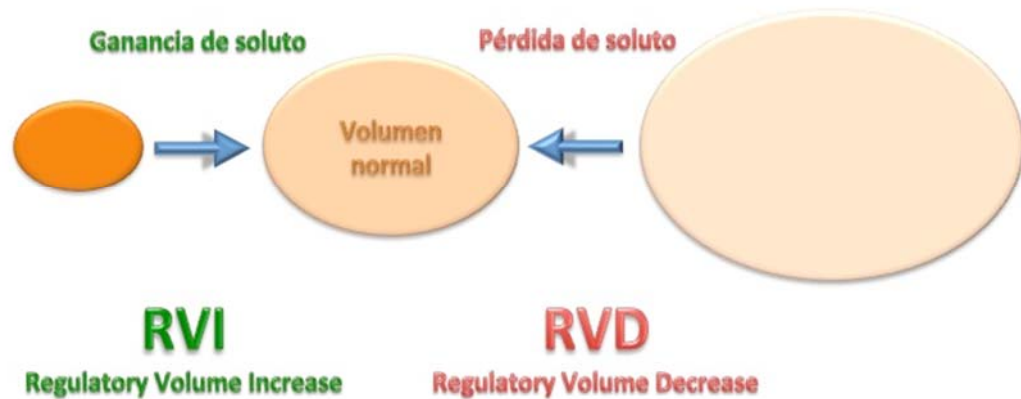 Ganancia de soluto
Pérdida de soluto
Volumen
normal
RVI
Regulatory Volume Increase
RVD
Regulatory Volume Decrease